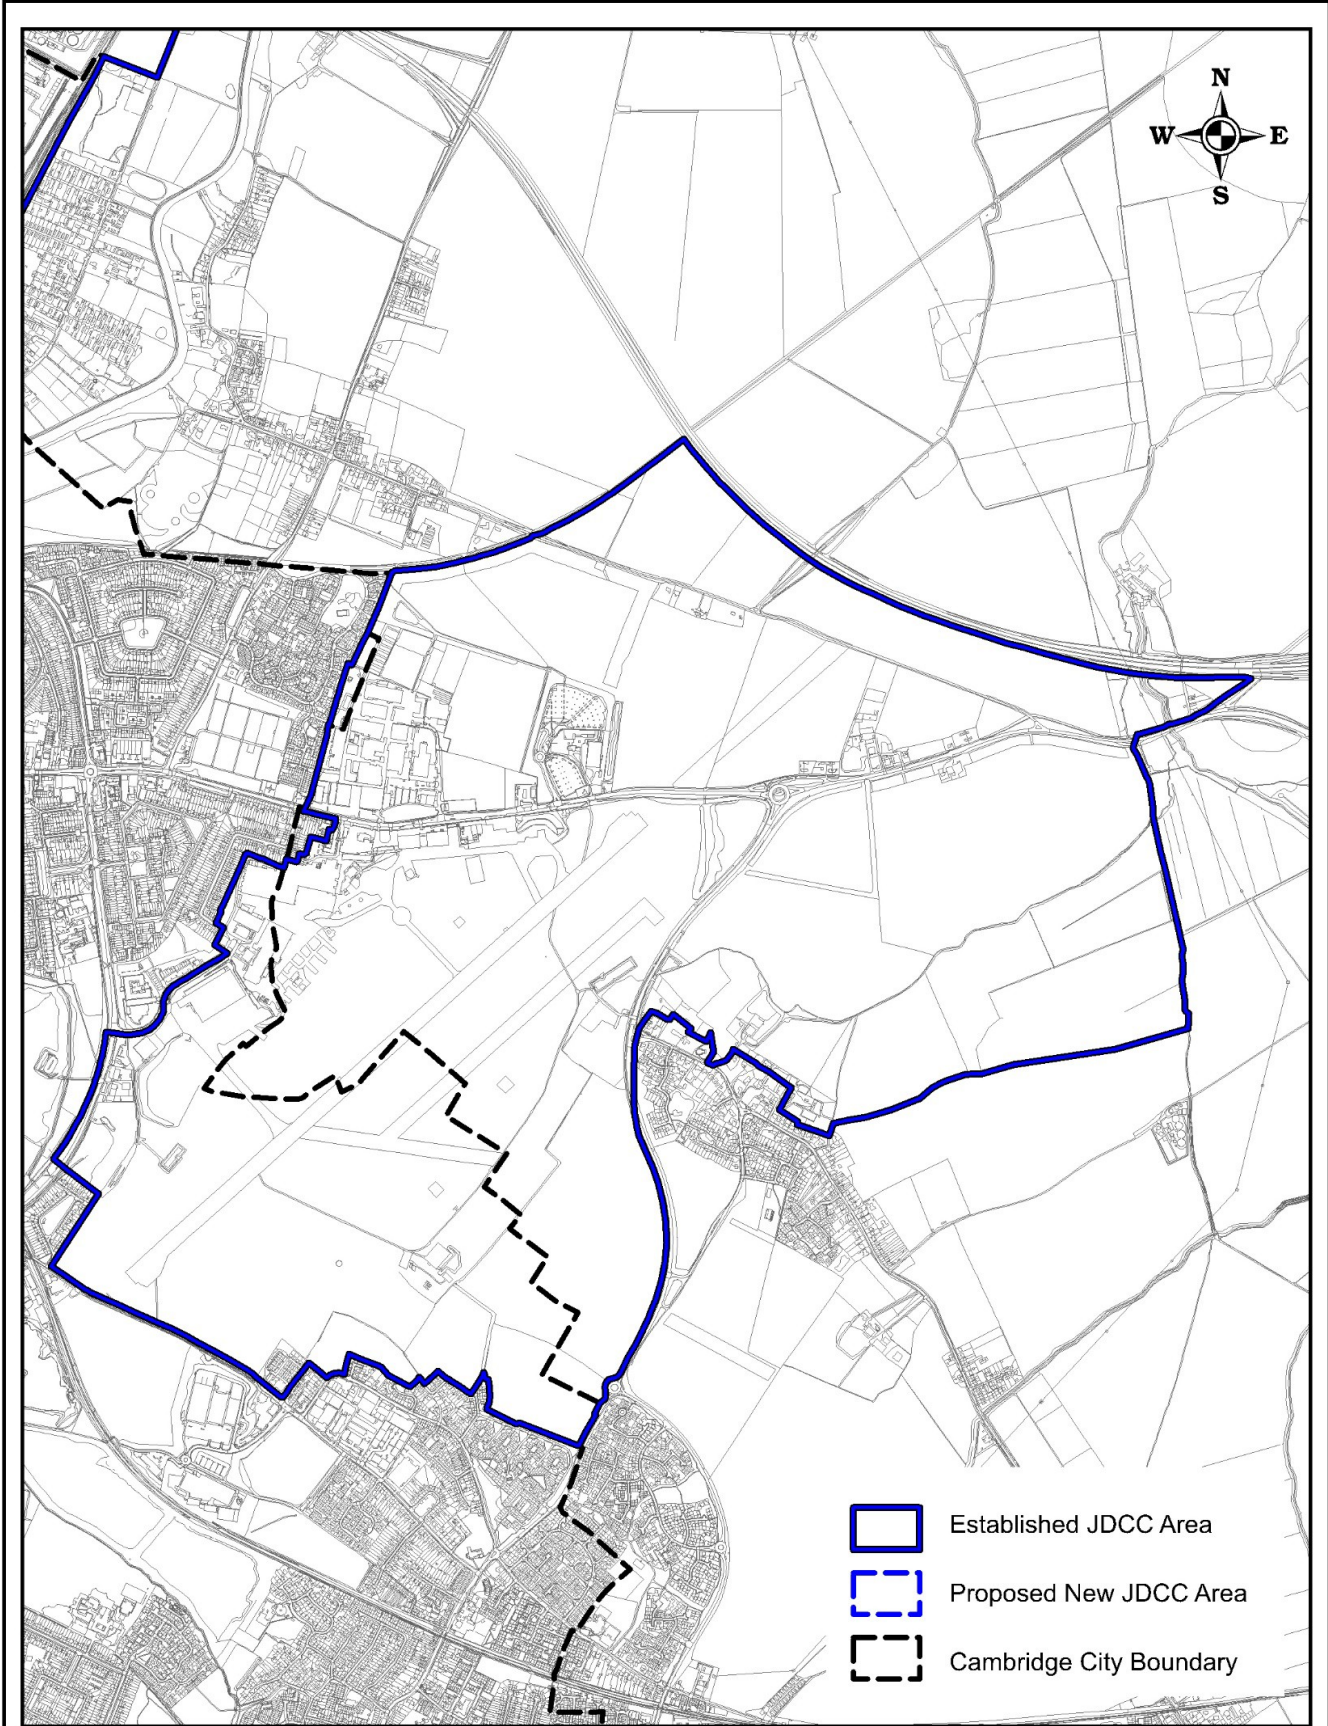 N
W E
S
Established JDCC Area
Proposed New JDCC Area
Cambridge City Boundary